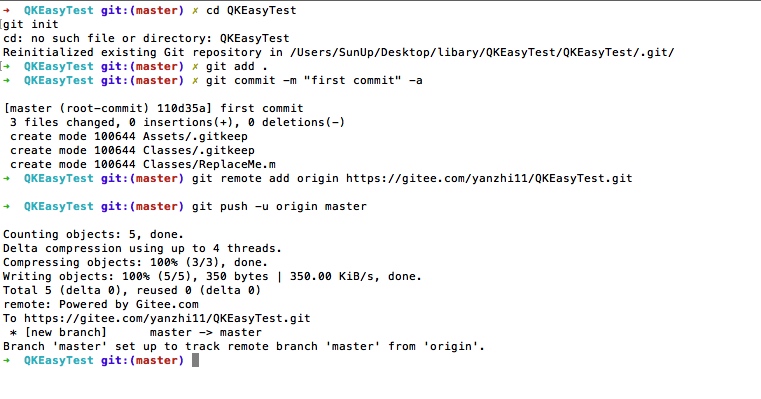 ➜  QKEasyTest git:(master) ✗ cd QKEasyTest
git init
cd: no such file or directory: QKEasyTest
Reinitialized existing Git repository in /Users/SunUp/Desktop/libary/QKEasyTest/QKEasyTest/.git/
➜  QKEasyTest git:(master) ✗ git add .
➜  QKEasyTest git:(master) ✗ git commit -m "first commit" -a
[master (root-commit) 110d35a] first commit
 3 files changed, 0 insertions(+), 0 deletions(-)
 create mode 100644 Assets/.gitkeep
 create mode 100644 Classes/.gitkeep
 create mode 100644 Classes/ReplaceMe.m
➜  QKEasyTest git:(master) git remote add origin https://gitee.com/yanzhi11/QKEasyTest.git
➜  QKEasyTest git:(master) git push -u origin master
Counting objects: 5, done.
Delta compression using up to 4 threads.
Compressing objects: 100% (3/3), done.
Writing objects: 100% (5/5), 350 bytes | 350.00 KiB/s, done.
Total 5 (delta 0), reused 0 (delta 0)
remote: Powered by Gitee.com
To https://gitee.com/yanzhi11/QKEasyTest.git
 * [new branch]      master -> master
Branch 'master' set up to track remote branch 'master' from 'origin'.
➜  QKEasyTest git:(master)